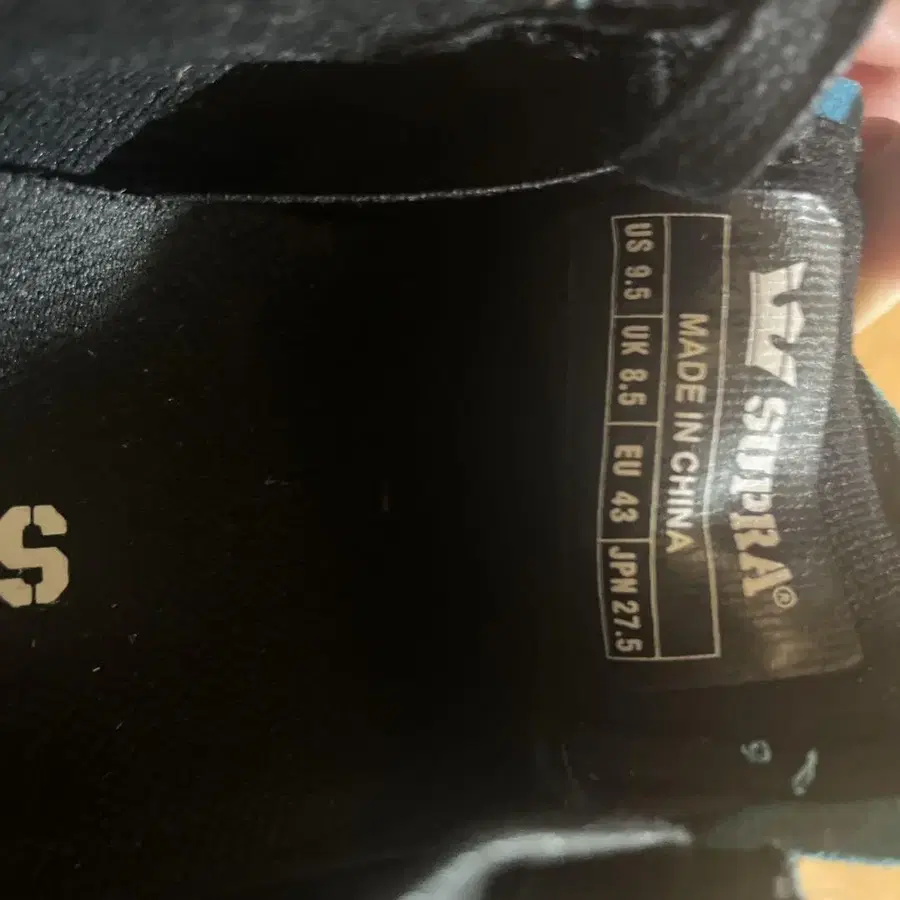 SUPRA®
MADE IN CHINA
US 9.5 UK 8.5 EU 43 JPN 27.5
S